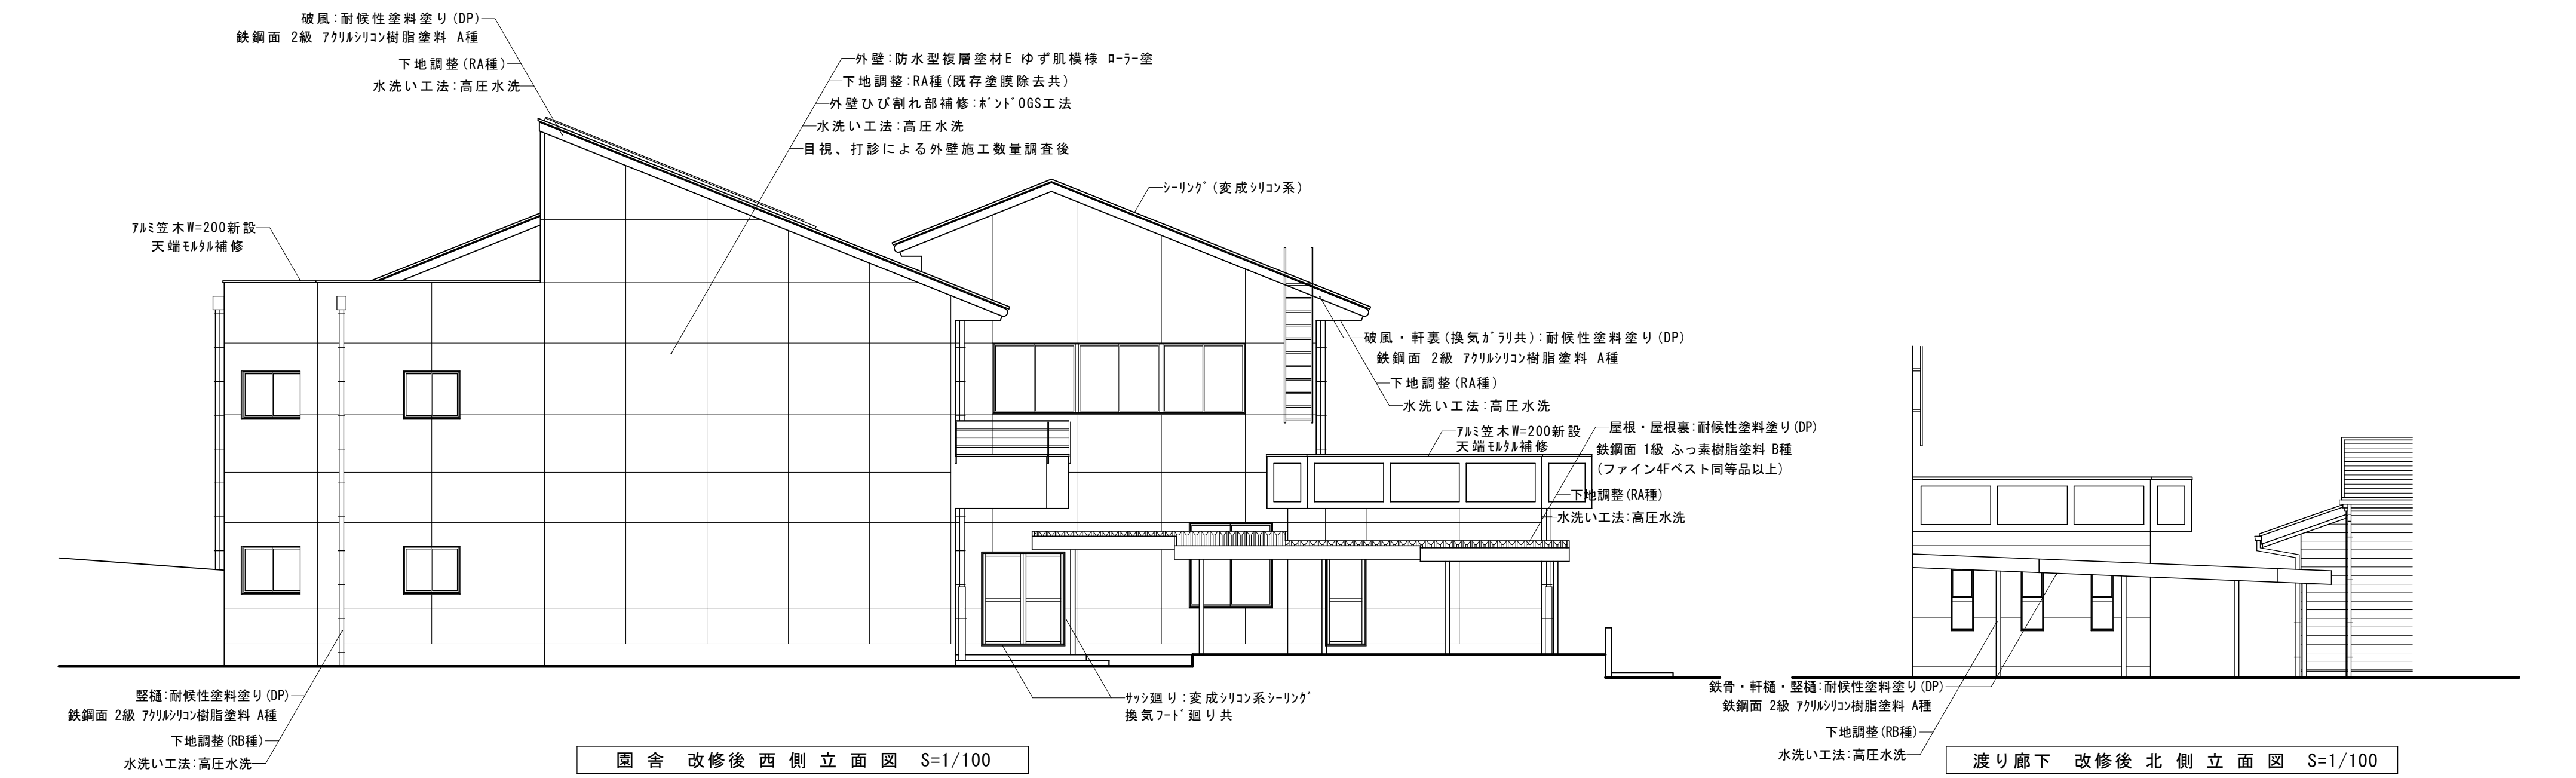 破風:耐候性塗料塗り(DP)
鉄鋼面 2級 ｱｸﾘﾙｼﾘｺﾝ樹脂塗料 A種
下地調整(RA種)
水洗い工法:高圧水洗
外壁:防水型複層塗材E ゆず肌模様 ﾛｰﾗｰ塗
下地調整:RA種(既存塗膜除去共)
外壁ひび割れ部補修:ﾎﾞﾝﾄﾞOGS工法
水洗い工法:高圧水洗
目視、打診による外壁施工数量調査後
ｼｰﾘﾝｸﾞ(変成ｼﾘｺﾝ系)
ｱﾙﾐ笠木W=200新設
天端ﾓﾙﾀﾙ補修
破風・軒裏(換気ｶﾞﾗﾘ共):耐候性塗料塗り(DP)
鉄鋼面 2級 ｱｸﾘﾙｼﾘｺﾝ樹脂塗料 A種
下地調整(RA種)
水洗い工法:高圧水洗
ｱﾙﾐ笠木W=200新設
天端ﾓﾙﾀﾙ補修
屋根・屋根裏:耐候性塗料塗り(DP)
鉄鋼面 1級 ふっ素樹脂塗料 B種
(ファイン4Fベスト同等品以上)
下地調整(RA種)
水洗い工法:高圧水洗
竪樋:耐候性塗料塗り(DP)
鉄鋼面 2級 ｱｸﾘﾙｼﾘｺﾝ樹脂塗料 A種
下地調整(RB種)
水洗い工法:高圧水洗
ｻｯｼ廻り:変成ｼﾘｺﾝ系ｼｰﾘﾝｸﾞ
換気ﾌｰﾄﾞ廻り共
鉄骨・軒樋・竪樋:耐候性塗料塗り(DP)
鉄鋼面 2級 ｱｸﾘﾙｼﾘｺﾝ樹脂塗料 A種
下地調整(RB種)
水洗い工法:高圧水洗
園舎 改修後 西側立面図 S=1/100
渡り廊下 改修後 北側立面図 S=1/100